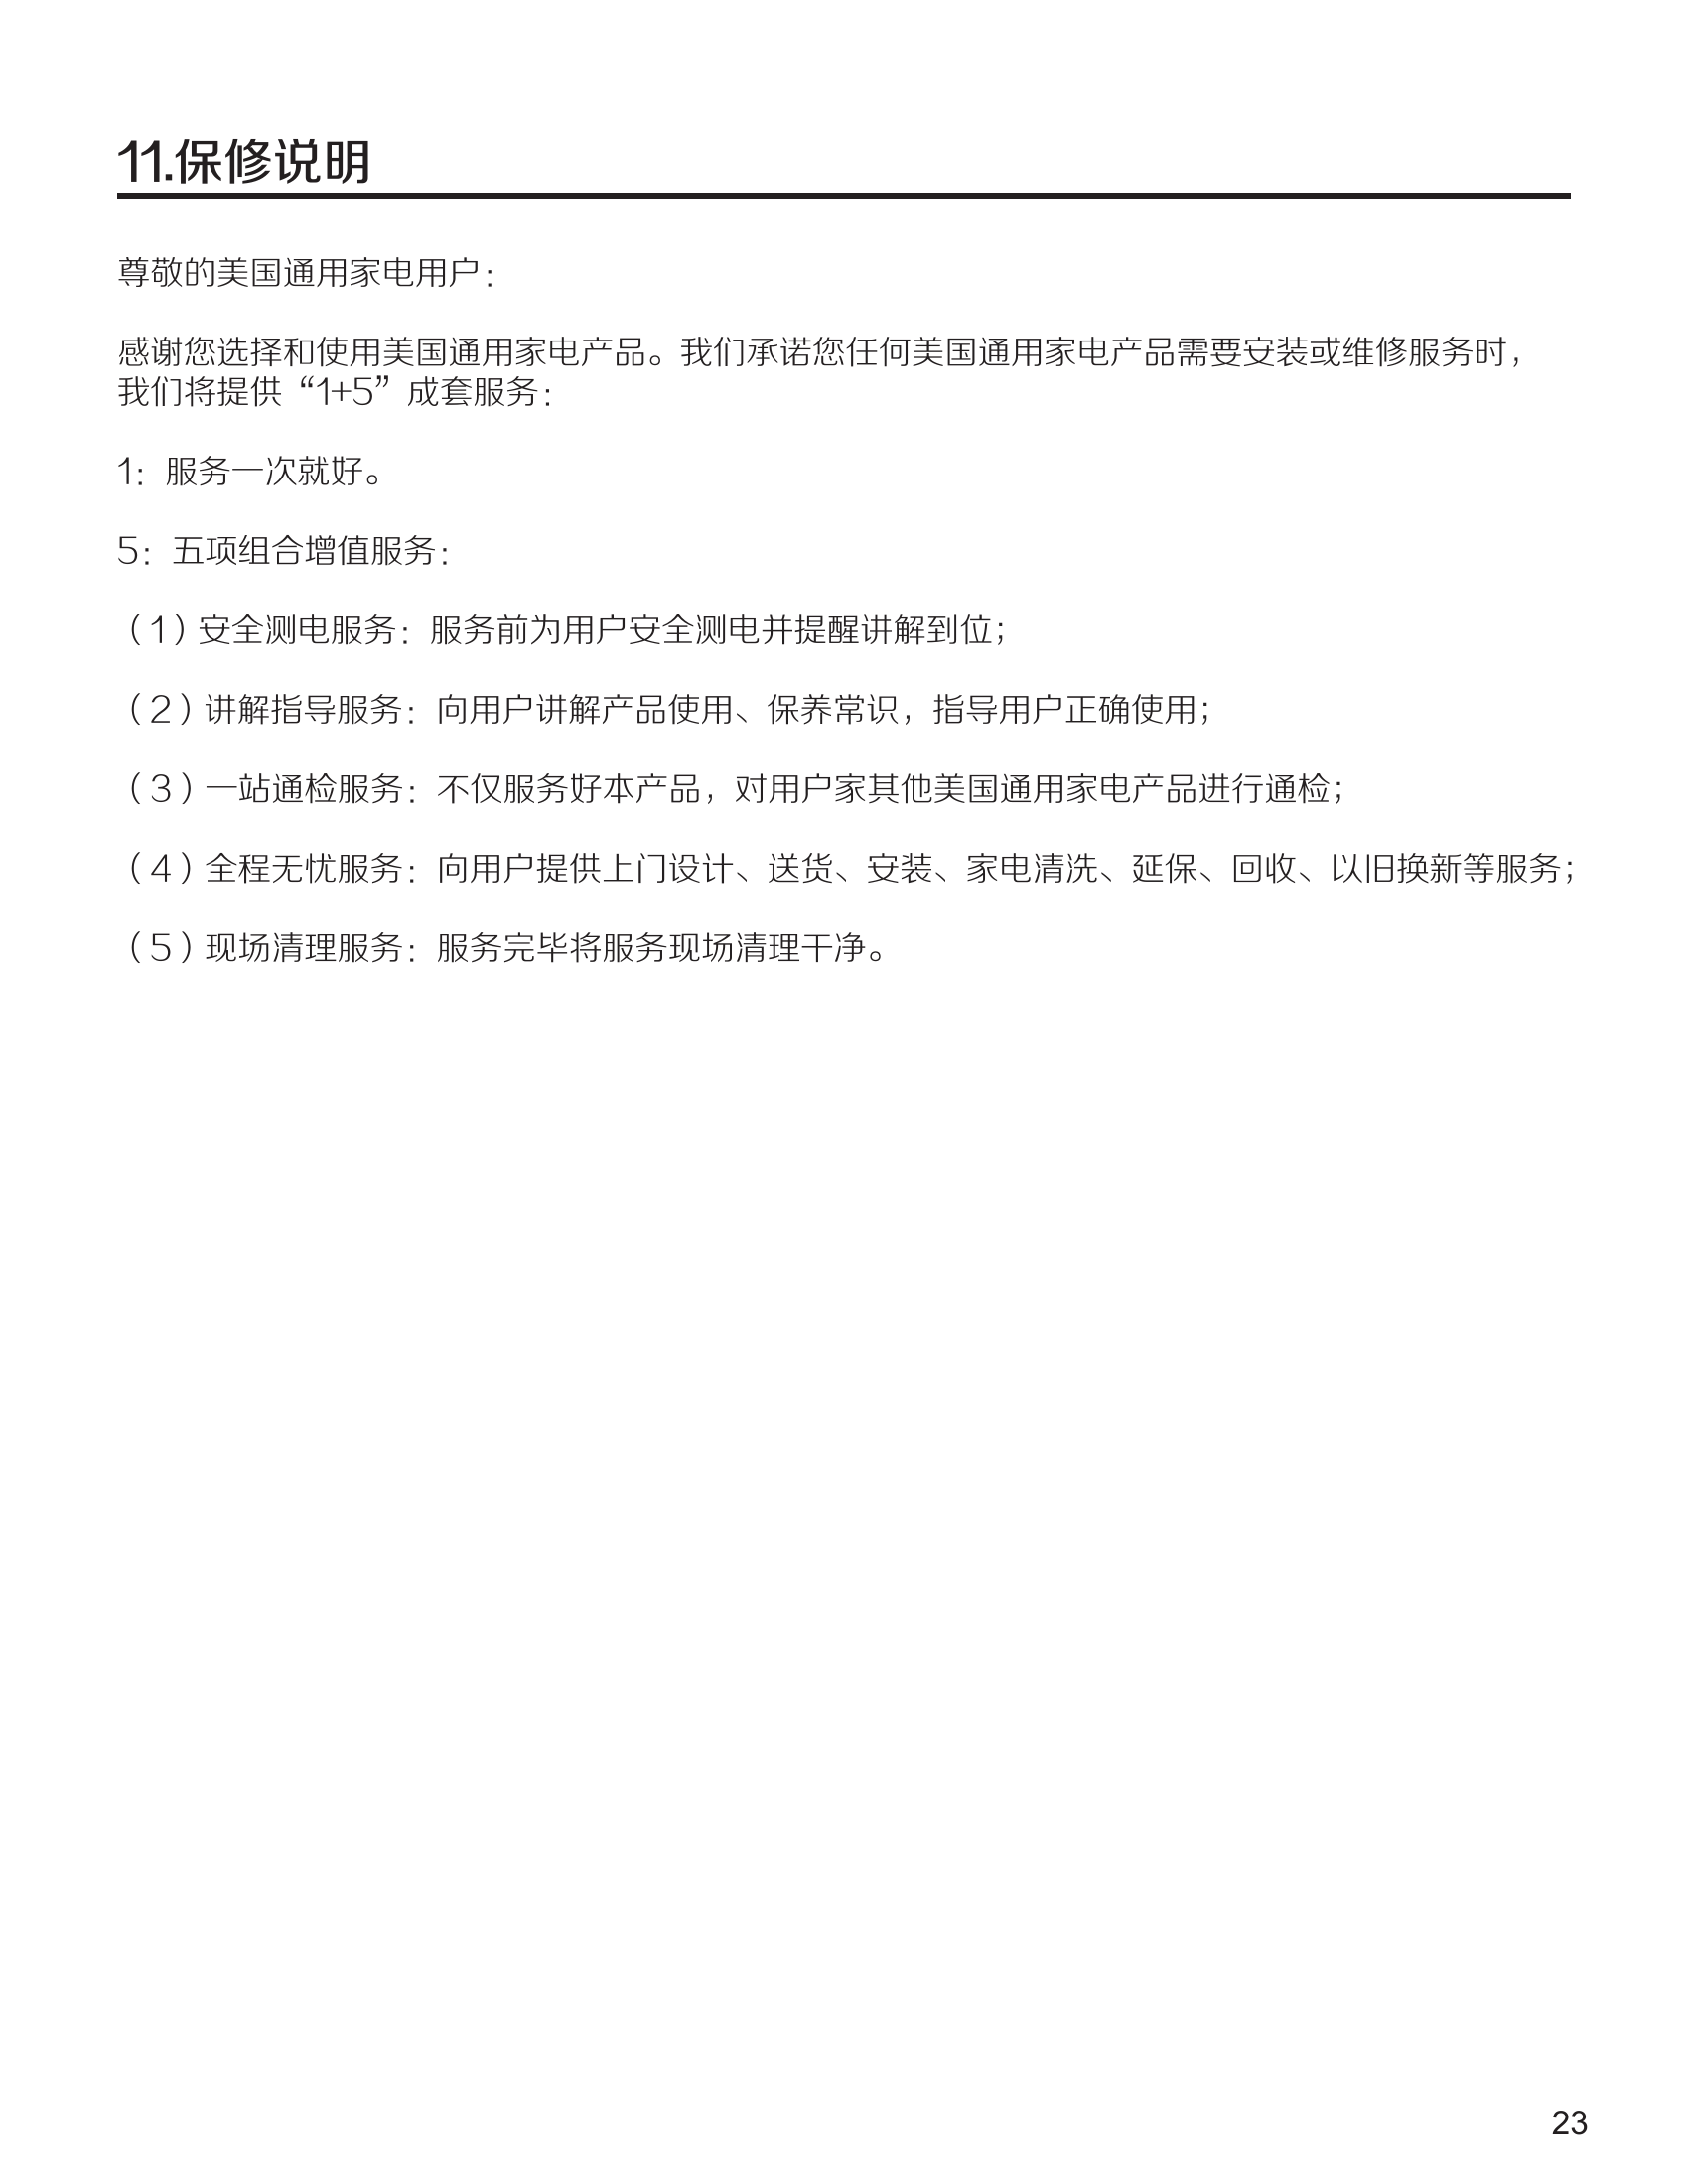 11.保修说明
尊敬的美国通用家电用户：
感谢您选择和使用美国通用家电产品。我们承诺您任何美国通用家电产品需要安装或维修服务时，
我们将提供“1+5”成套服务：
1：服务一次就好。
5：五项组合增值服务：
（1）安全测电服务：服务前为用户安全测电并提醒讲解到位；
（2）讲解指导服务：向用户讲解产品使用、保养常识，指导用户正确使用；
（3）一站通检服务：不仅服务好本产品，对用户家其他美国通用家电产品进行通检；
（4）全程无忧服务：向用户提供上门设计、送货、安装、家电清洗、延保、回收、以旧换新等服务；
（5）现场清理服务：服务完毕将服务现场清理干净。
23